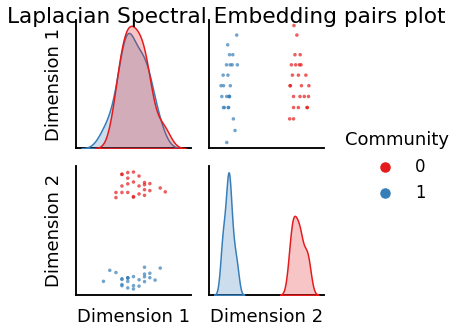 Laplacian Spectral Embedding pairs plot
Dimension 1
Dimension 2
Dimension 1
Dimension 2
Community
0
1